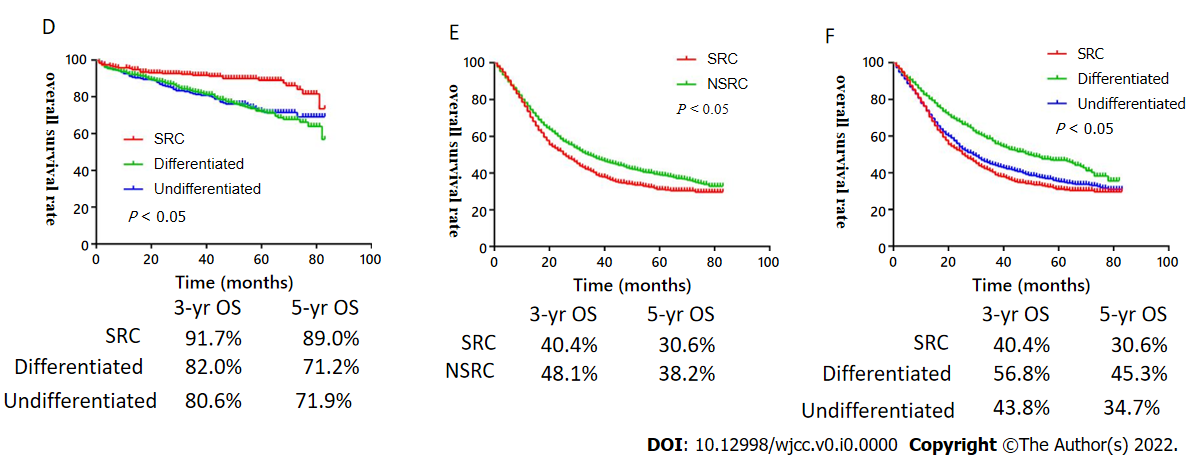 D
overall survival rate
100
80
60
40
20
0
SRC
Differentiated
Undifferentiated
P < 0.05
0 20 40 60 80 100
Time (months)
3-yr OS 5-yr OS
SRC 91.7% 89.0%
Differentiated 82.0% 71.2%
Undifferentiated 80.6% 71.9%
E
overall survival rate
100
80
60
40
20
0
SRC
NSRC
P < 0.05
0 20 40 60 80 100
Time (months)
3-yr OS 5-yr OS
SRC 40.4% 30.6%
NSRC 48.1% 38.2%
F
overall survival rate
100
80
60
40
20
0
SRC
Differentiated
Undifferentiated
P < 0.05
0 20 40 60 80 100
Time (months)
3-yr OS 5-yr OS
SRC 40.4% 30.6%
Differentiated 56.8% 45.3%
Undifferentiated 43.8% 34.7%
DOI: 10.12998/wjcc.v0.i0.0000 Copyright ©The Author(s) 2022.